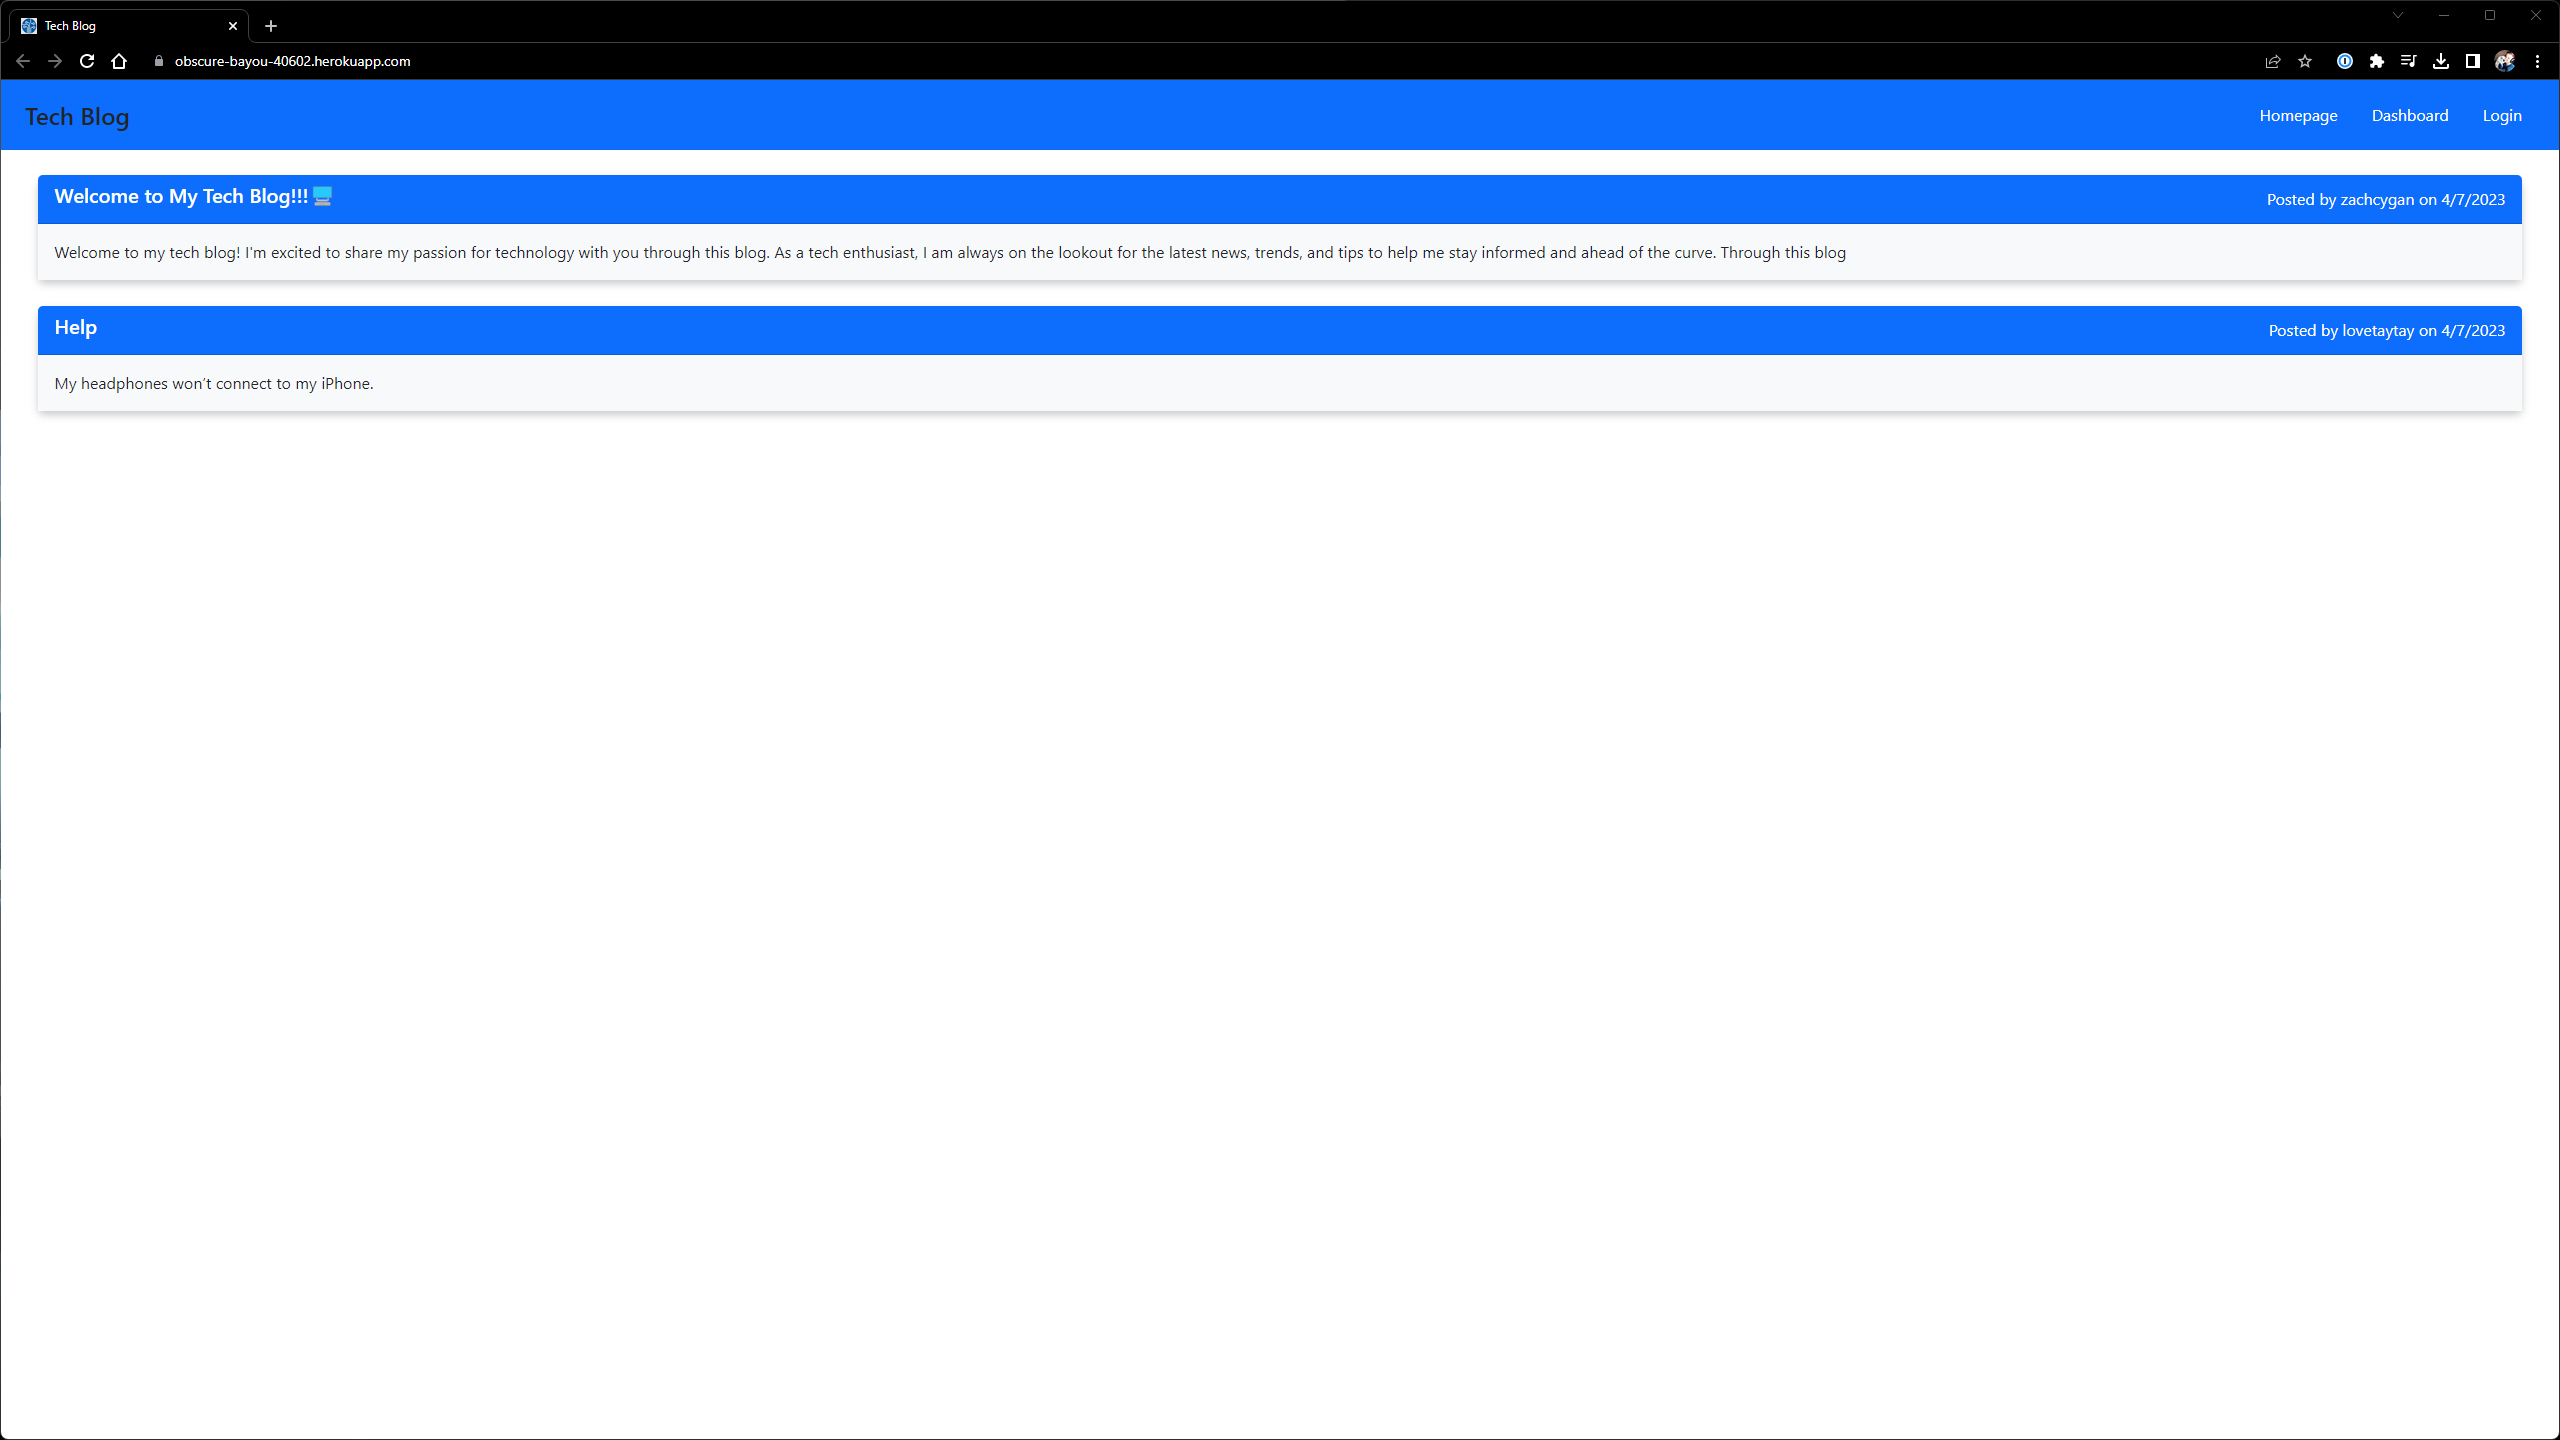 Tech Blog
obscure-bayou-40602.herokuapp.com
Tech Blog
Homepage Dashboard Login
Welcome to My Tech Blog!!!🖥️
Posted by zachcygan on 4/7/2023
Welcome to my tech blog! I'm excited to share my passion for technology with you through this blog. As a tech enthusiast, I am always on the lookout for the latest news, trends, and tips to help me stay informed and ahead of the curve. Through this blog
Help
Posted by lovetaytay on 4/7/2023
My headphones won’t connect to my iPhone.